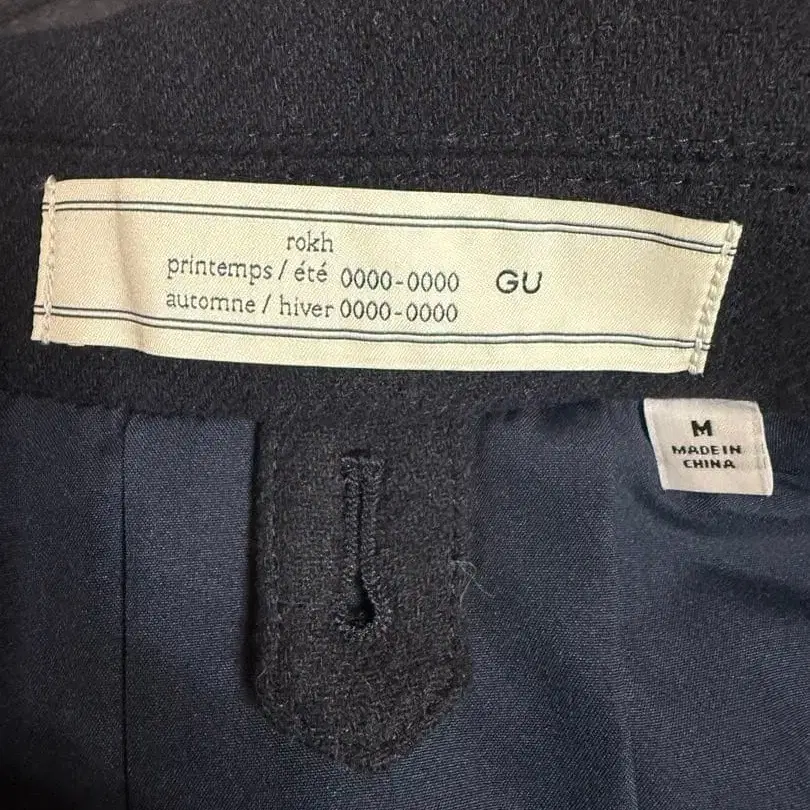 rokh
printemps / été 0000-0000 GU
automne / hiver 0000-0000
M
MADE IN
CHINA